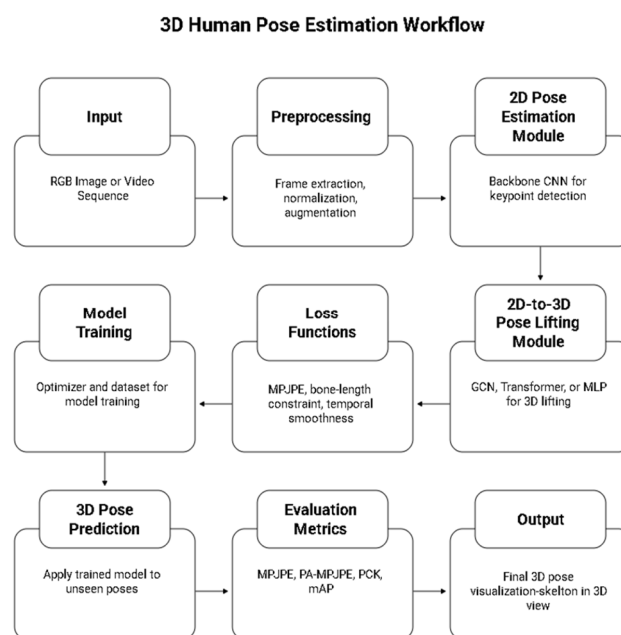 3D Human Pose Estimation Workflow
Input
RGB Image or Video
Sequence
Preprocessing
Frame extraction,
normalization,
augmentation
2D Pose
Estimation
Module
Backbone CNN for
keypoint detection
Model
Training
Optimizer and dataset for
model training
Loss
Functions
MPJPE, bone-length
constraint, temporal
smoothness
2D-to-3D
Pose Lifting
Module
GCN, Transformer, or MLP
for 3D lifting
3D Pose
Prediction
Apply trained model to
unseen poses
Evaluation
Metrics
MPJPE, PA-MPJPE, PCK,
mAP
Output
Final 3D pose
visualization-skelton in 3D
view